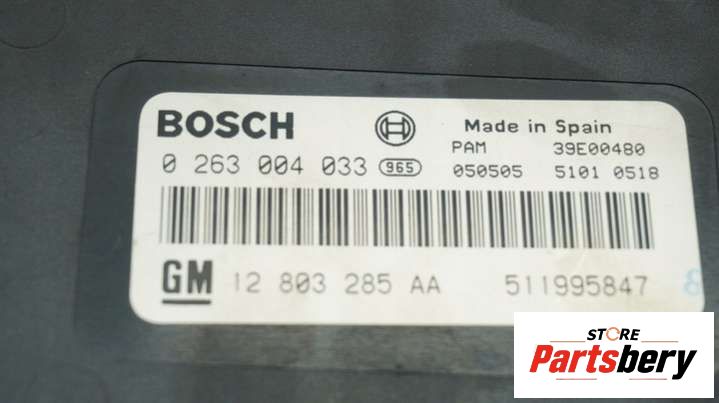 BOSCH Made in Spain
PAM 39E00480
0 263 004 033 965 050505 5101 0518
GM 12 803 285 AA 511995847
STORE
Partsbery